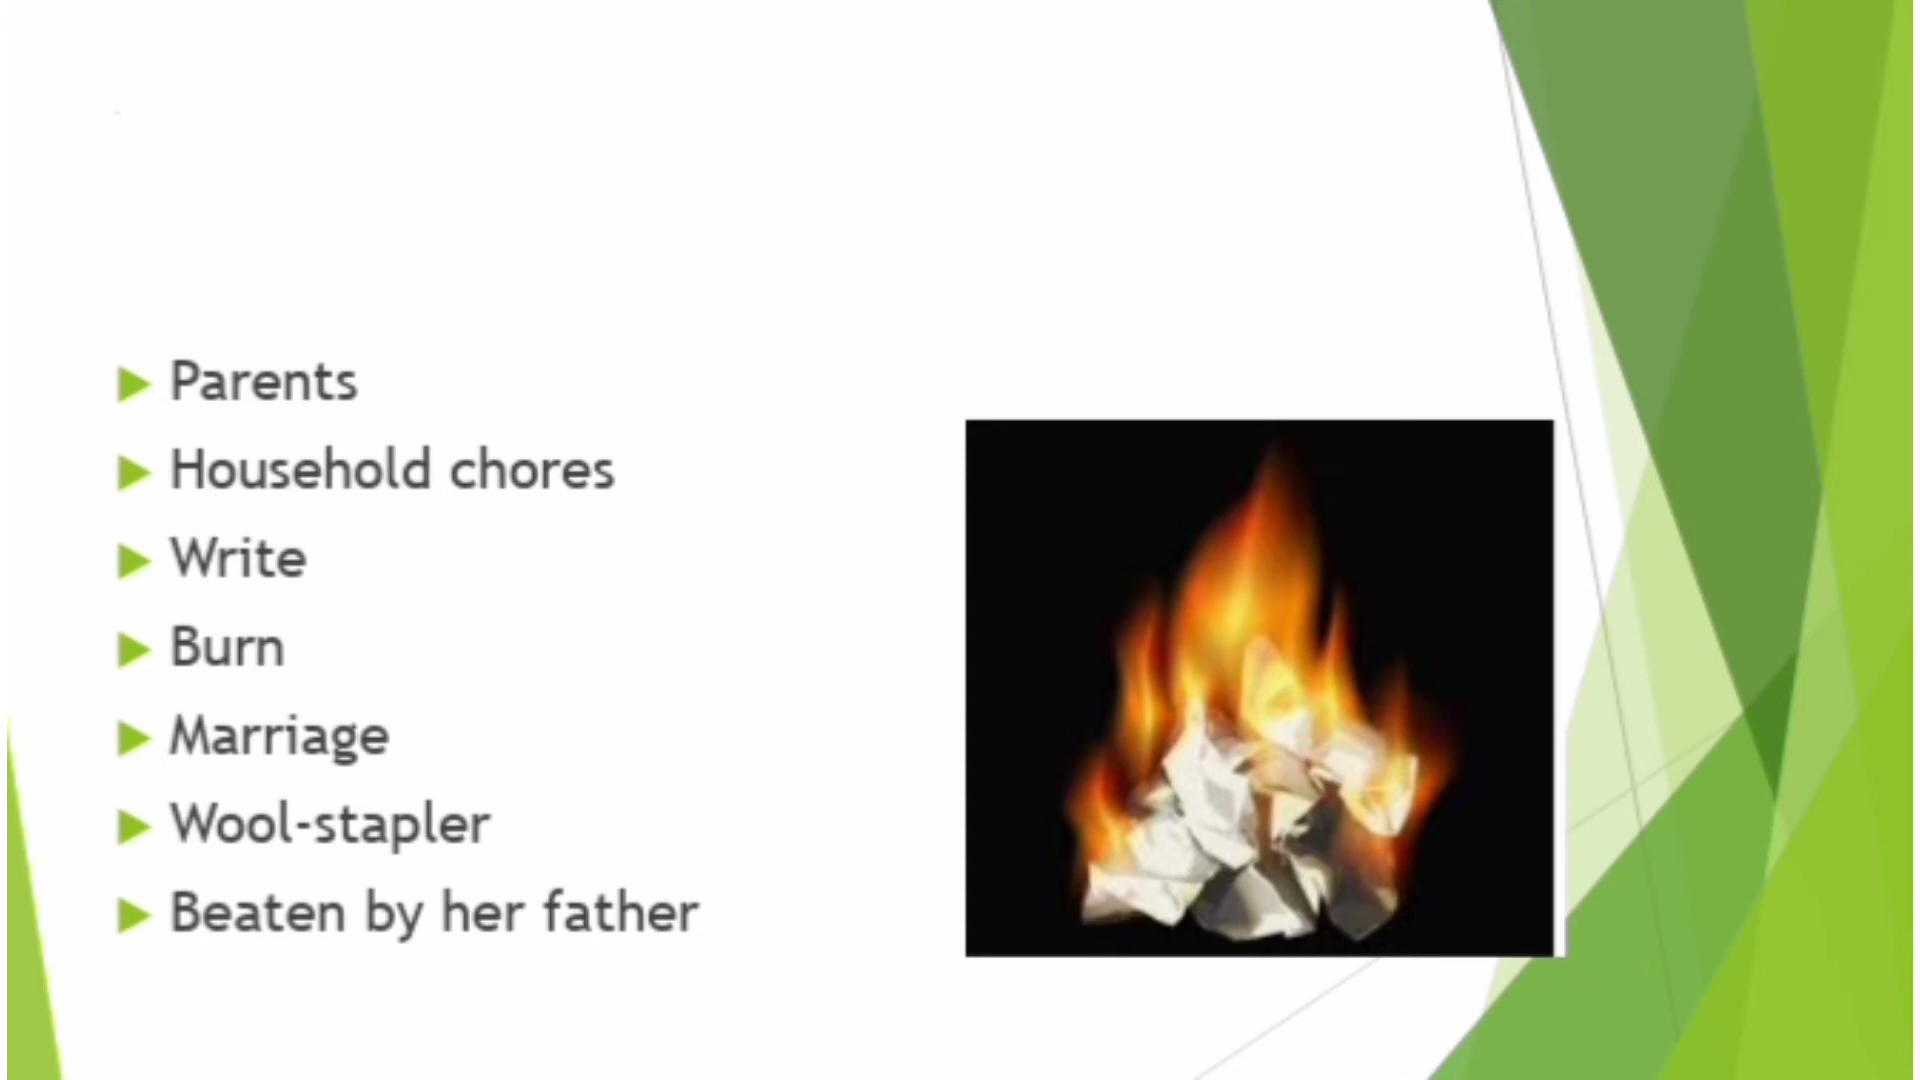 Parents
Household chores
Write
Burn
Marriage
Wool-stapler
Beaten by her father